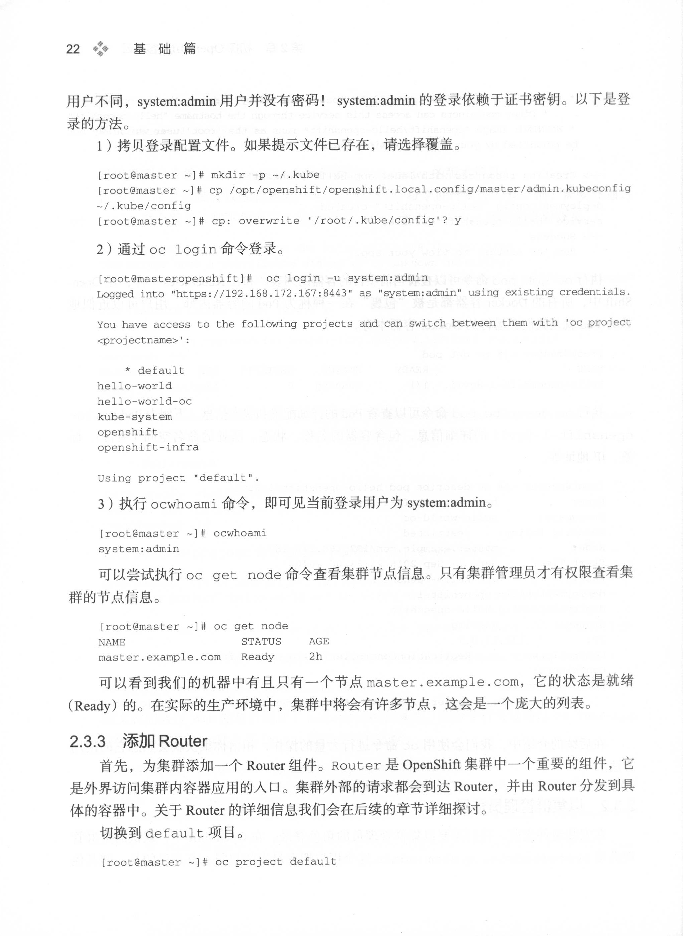 22 基 础 篇
用户不同，system:admin 用户并没有密码！ system:admin 的登录依赖于证书密钥。以下是登
录的方法。
1）拷贝登录配置文件。如果提示文件已存在，请选择覆盖。
[root@master ~]# mkdir -p ~/.kube
[root@master ~]# cp /opt/openshift/openshift.local.config/master/admin.kubeconfig
~/.kube/config
[root@master ~]# cp: overwrite '/root/.kube/config'? y
2）通过 oc login 命令登录。
[root@masteropenshift]# oc login -u system:admin
Logged into "https://192.168.172.167:8443" as "system:admin" using existing credentials.
You have access to the following projects and can switch between them with 'oc project
<projectname>':
* default
hello-world
hello-world-oc
kube-system
openshift
openshift-infra
Using project "default".
3）执行 ocwhoami 命令，即可见当前登录用户为 system:admin。
[root@master ~]# ocwhoami
system:admin
可以尝试执行 oc get node 命令查看集群节点信息。只有集群管理员才有权限查看集
群的节点信息。
[root@master ~]# oc get node
NAME STATUS AGE
master.example.com Ready 2h
可以看到我们的机器中有且只有一个节点 master.example.com，它的状态是就绪
（Ready）的。在实际的生产环境中，集群中将会有许多节点，这会是一个庞大的列表。
2.3.3 添加 Router
首先，为集群添加一个 Router 组件。Router 是 OpenShift 集群中一个重要的组件，它
是外界访问集群内容器应用的入口。集群外部的请求都会到达 Router，并由 Router 分发到具
体的容器中。关于 Router 的详细信息我们会在后续的章节详细探讨。
切换到 default 项目。
[root@master ~]# oc project default